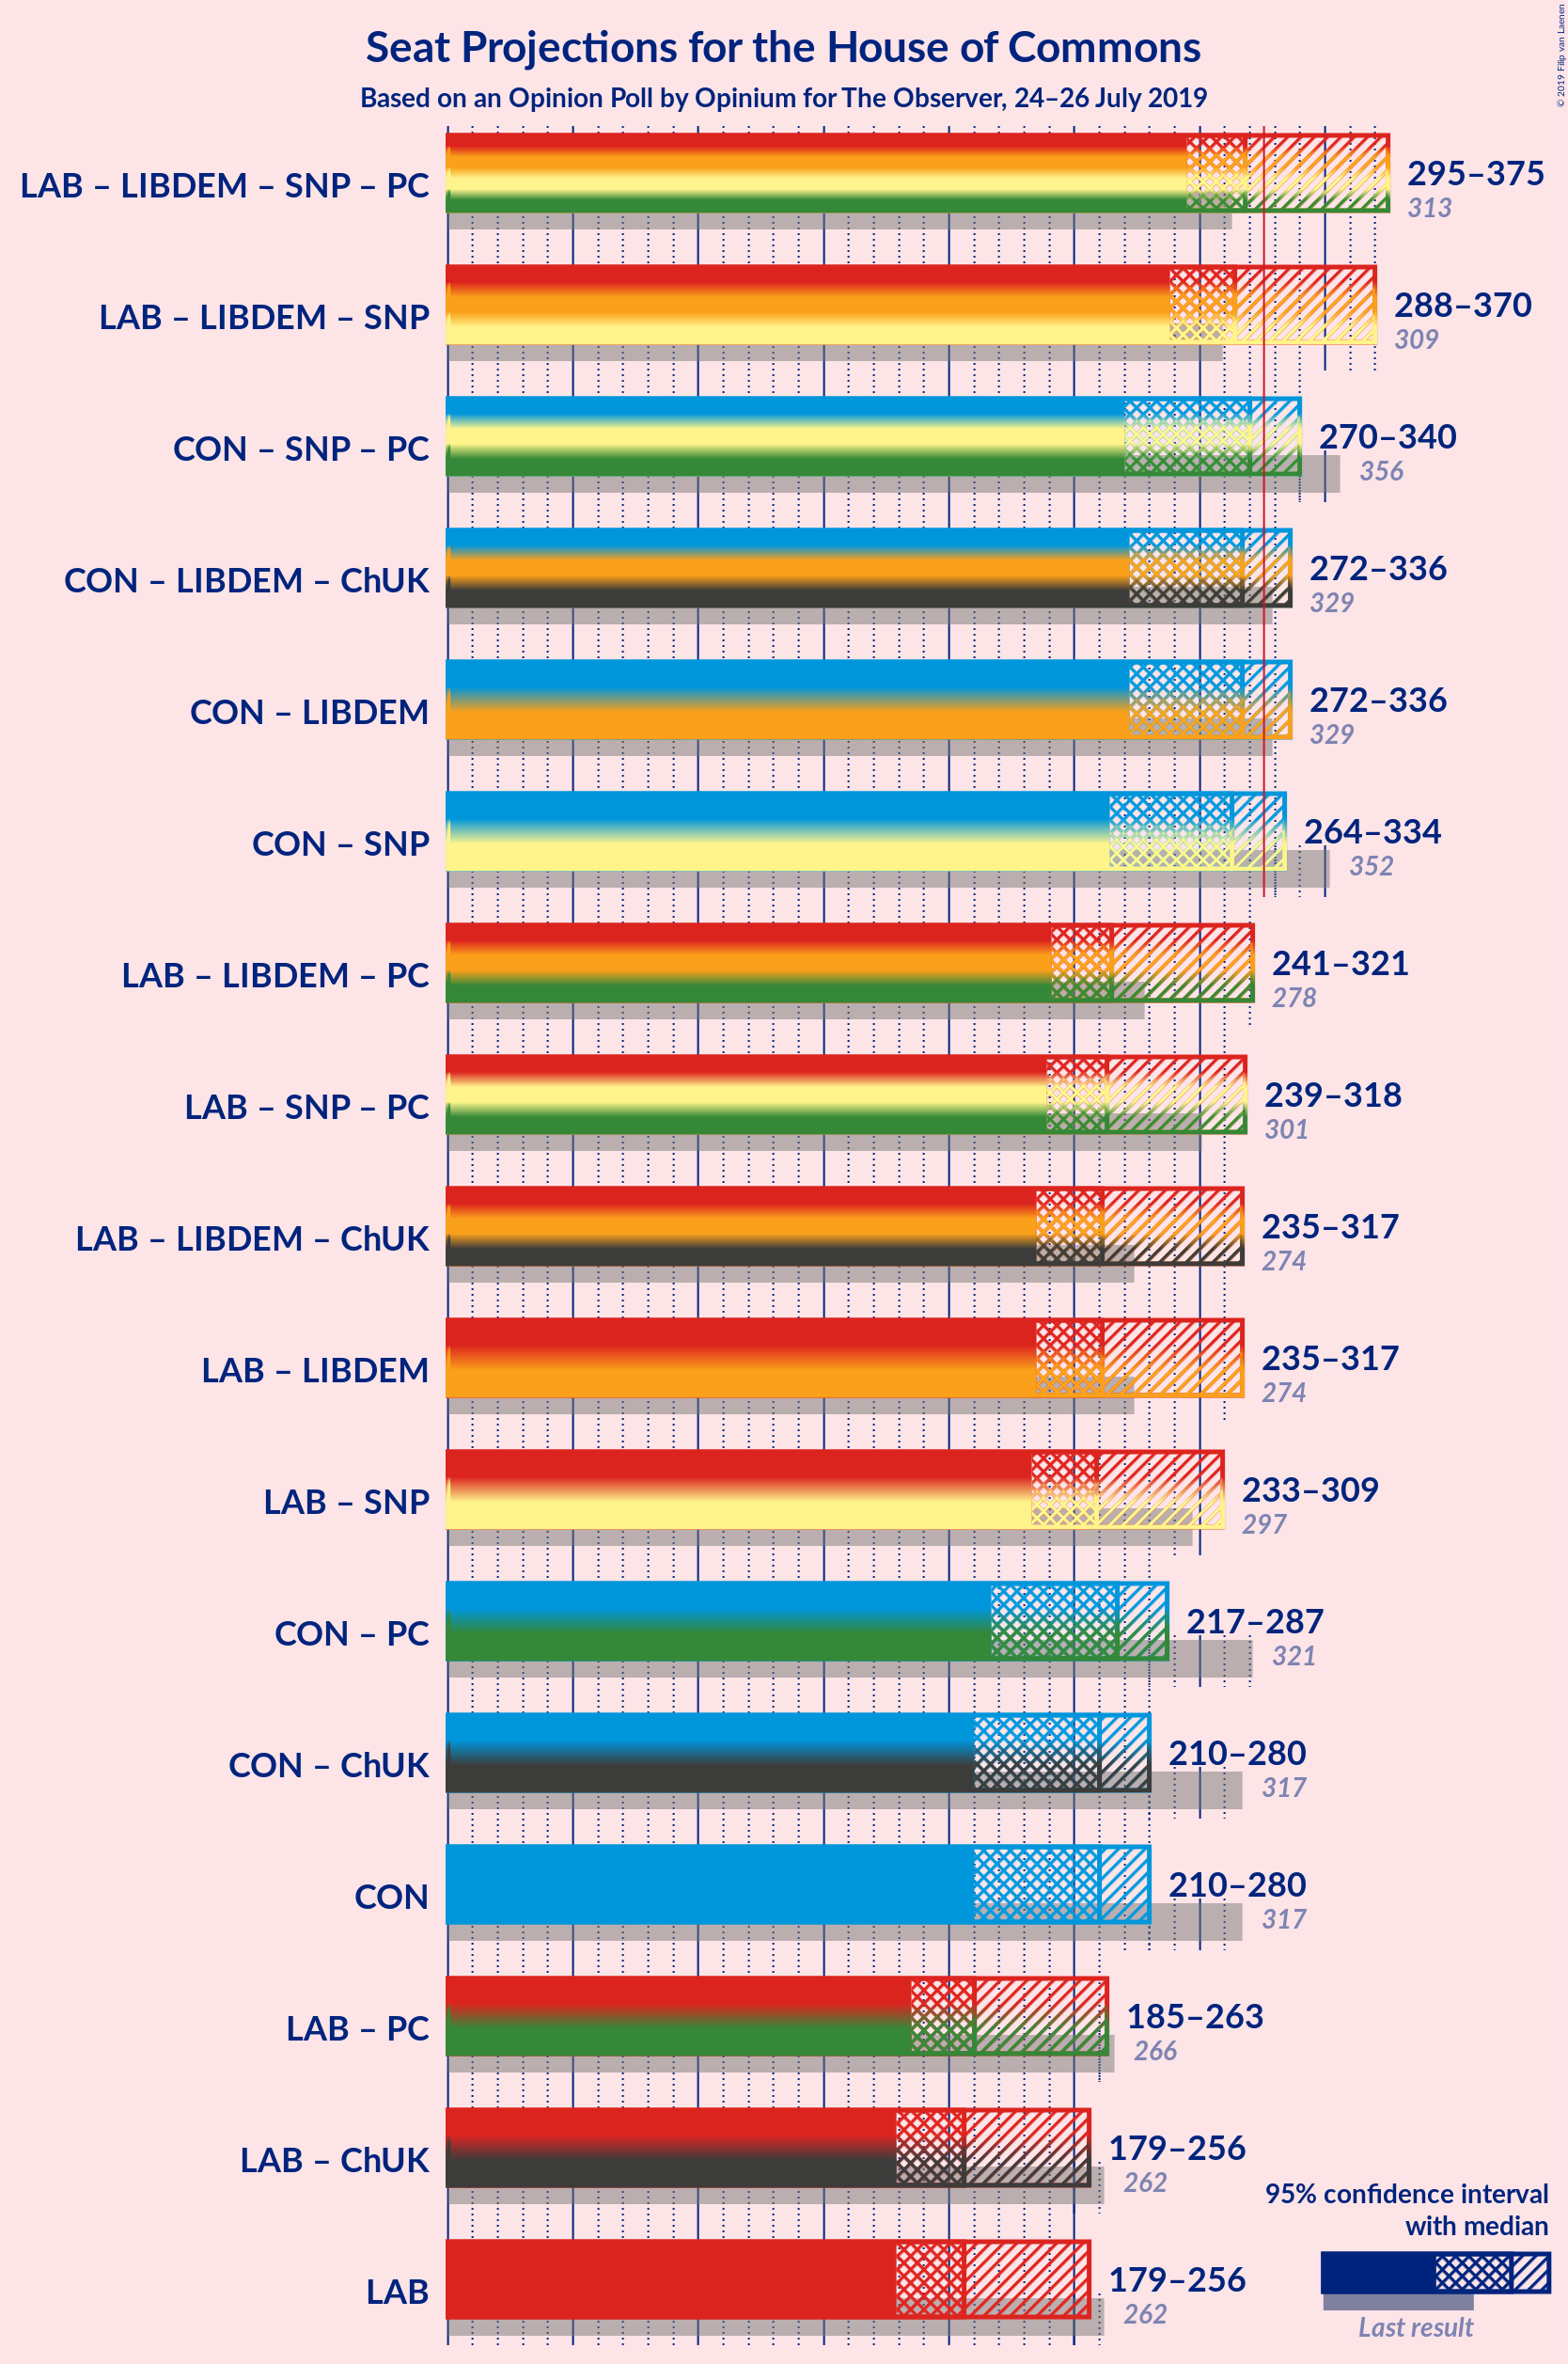 Seat Projections for the House of Commons
Based on an Opinion Poll by Opinium for The Observer, 24–26 July 2019
© 2019 Filip van Laenen
LAB – LIBDEM – SNP – PC
295–375
313
LAB – LIBDEM – SNP
288–370
309
CON – SNP – PC
270–340
356
CON – LIBDEM – ChUK
272–336
329
CON – LIBDEM
272–336
329
CON – SNP
264–334
352
LAB – LIBDEM – PC
241–321
278
LAB – SNP – PC
239–318
301
LAB – LIBDEM – ChUK
235–317
274
LAB – LIBDEM
235–317
274
LAB – SNP
233–309
297
CON – PC
217–287
321
CON – ChUK
210–280
317
CON
210–280
317
LAB – PC
185–263
266
LAB – ChUK
179–256
262
LAB
179–256
262
95% confidence interval
with median
Last result